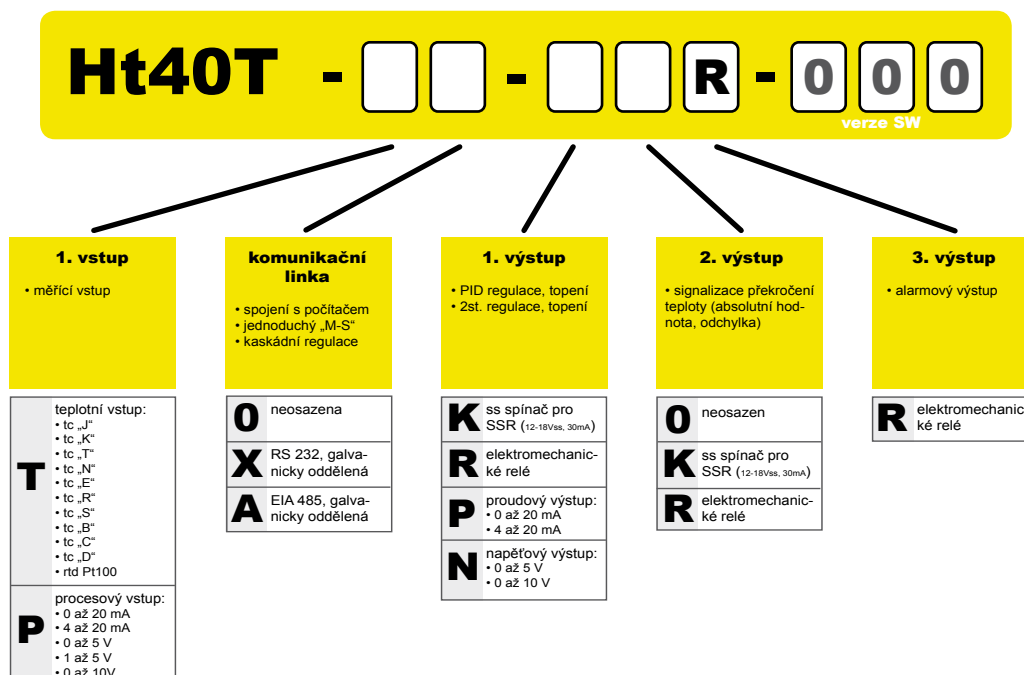 Ht40T - - R - 0 0 0
verze SW
1. vstup
• měřící vstup
komunikační
linka
• spojení s počítačem
• jednoduchý „M-S“
• kaskádní regulace
1. výstup
• PID regulace, topení
• 2st. regulace, topení
2. výstup
• signalizace překročení
teploty (absolutní hod-
nota, odchylka)
3. výstup
• alarmový výstup
T
teplotní vstup:
• tc „J“
• tc „K“
• tc „T“
• tc „N“
• tc „E“
• tc „R“
• tc „S“
• tc „B“
• tc „C“
• tc „D“
• rtd Pt100
P
procesový vstup:
• 0 až 20 mA
• 4 až 20 mA
• 0 až 5 V
• 1 až 5 V
• 0 až 10V
0
neosazena
X
RS 232, galva-
nicky oddělená
A
EIA 485, galva-
nicky oddělená
K
ss spínač pro
SSR (12-18Vss, 30mA)
R
elektromechanic-
ké relé
P
proudový výstup:
• 0 až 20 mA
• 4 až 20 mA
N
napěťový výstup:
• 0 až 5 V
• 0 až 10 V
0
neosazen
K
ss spínač pro
SSR (12-18Vss, 30mA)
R
elektromechanic-
ké relé
R
elektromechanic
ké relé